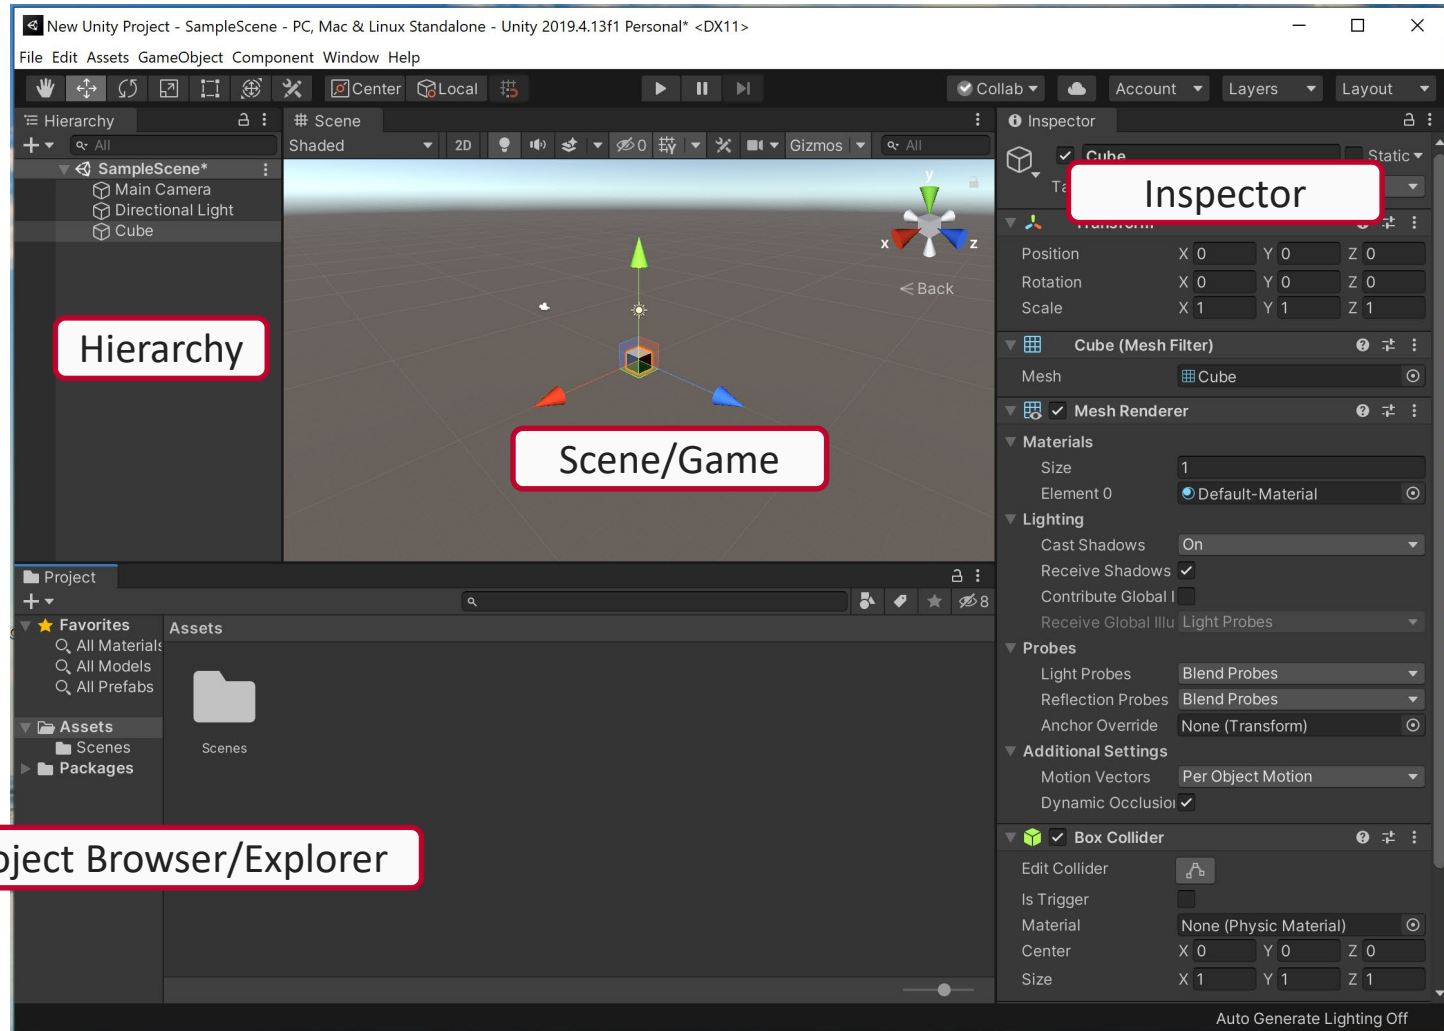 New Unity Project - SampleScene - PC, Mac & Linux Standalone - Unity 2019.4.13f1 Personal* <DX11>
File Edit Assets GameObject Component Window Help
Center Local Collab Account Layers Layout
Hierarchy
All
SampleScene*
Main Camera
Directional Light
Cube
Hierarchy
# Scene
Shaded 2D 0 Gizmos All
y
x z
Back
Scene/Game
Inspector
Cube Static
Inspector
Transform
Position X 0 Y 0 Z 0
Rotation X 0 Y 0 Z 0
Scale X 1 Y 1 Z 1
Cube (Mesh Filter)
Mesh Cube
Mesh Renderer
Materials
Size 1
Element 0 Default-Material
Lighting
Cast Shadows On
Receive Shadows
Contribute Global I
Receive Global Illu Light Probes
Probes
Light Probes Blend Probes
Reflection Probes Blend Probes
Anchor Override None (Transform)
Additional Settings
Motion Vectors Per Object Motion
Dynamic Occlusion
Box Collider
Edit Collider
Is Trigger
Material None (Physic Material)
Center X 0 Y 0 Z 0
Size X 1 Y 1 Z 1
Project
8
Favorites
All Materials
All Models
All Prefabs
Assets
Scenes
Packages
Assets
Scenes
oject Browser/Explorer
Auto Generate Lighting Off